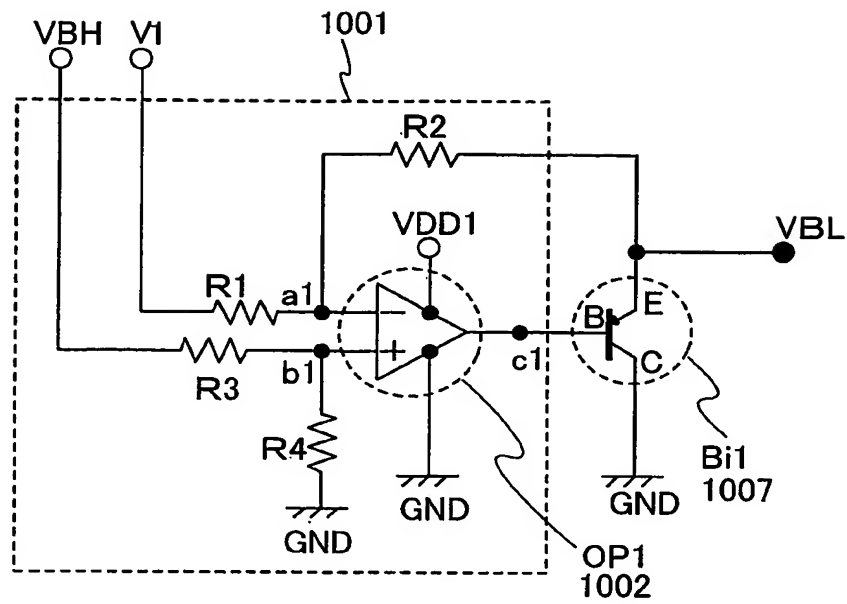 1001
VBH
V1
R2
VDD1
VBL
R1
a1
−
B
E
+
b1
c1
C
R3
R4
GND
GND
GND
Bi1
1007
OP1
1002